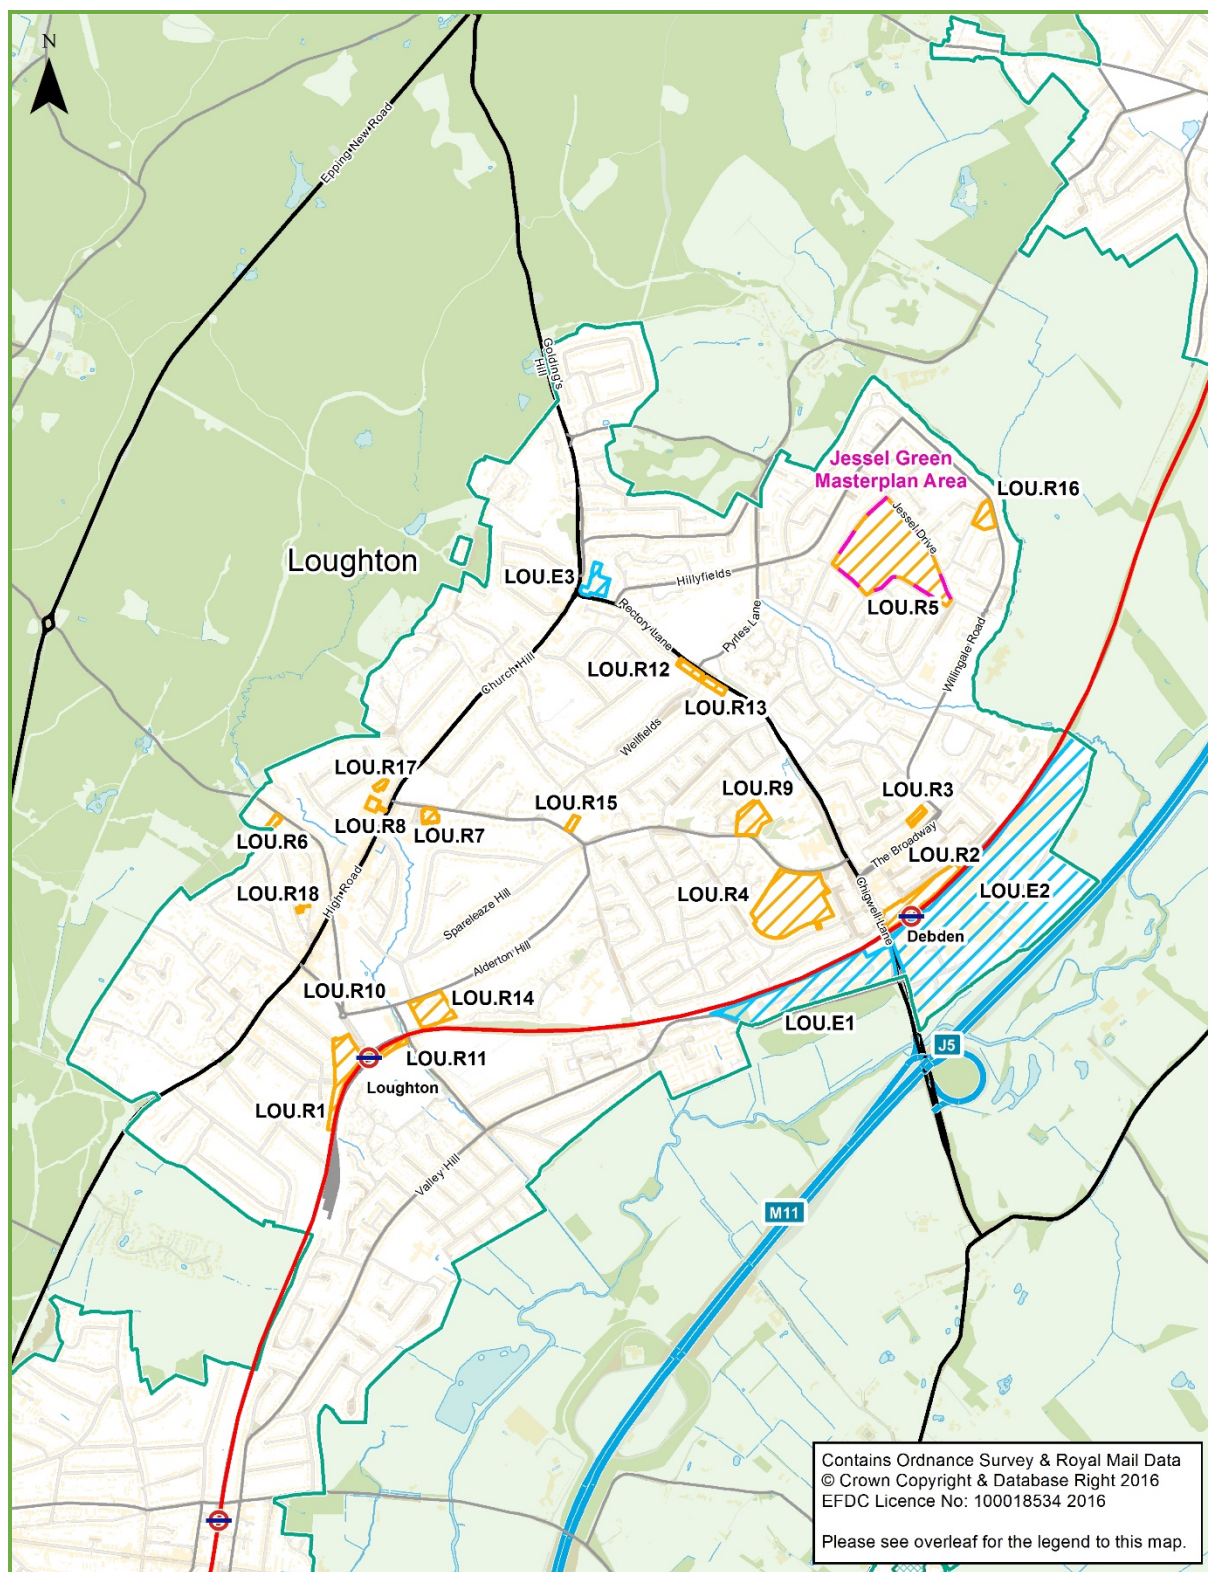 N
Epping New Road
Golding's
Hill
Jessel Green
Masterplan Area
LOU.R16
Jessel Drive
Loughton
LOU.E3
Hillyfields
LOU.R5
Rectory Lane
Pyrles Lane
Willingale Road
Church Hill
LOU.R12
LOU.R13
Wellfields
LOU.R17
LOU.R8
LOU.R7
LOU.R15
LOU.R9
LOU.R3
LOU.R6
The Broadway
LOU.R2
LOU.R18
High Road
LOU.R4
LOU.E2
Chigwell Lane
Spareleaze Hill
Debden
Alderton Hill
LOU.R10
LOU.R14
LOU.E1
J5
LOU.R11
Loughton
LOU.R1
Valley Hill
M11
Contains Ordnance Survey & Royal Mail Data
© Crown Copyright & Database Right 2016
EFDC Licence No: 100018534 2016
Please see overleaf for the legend to this map.